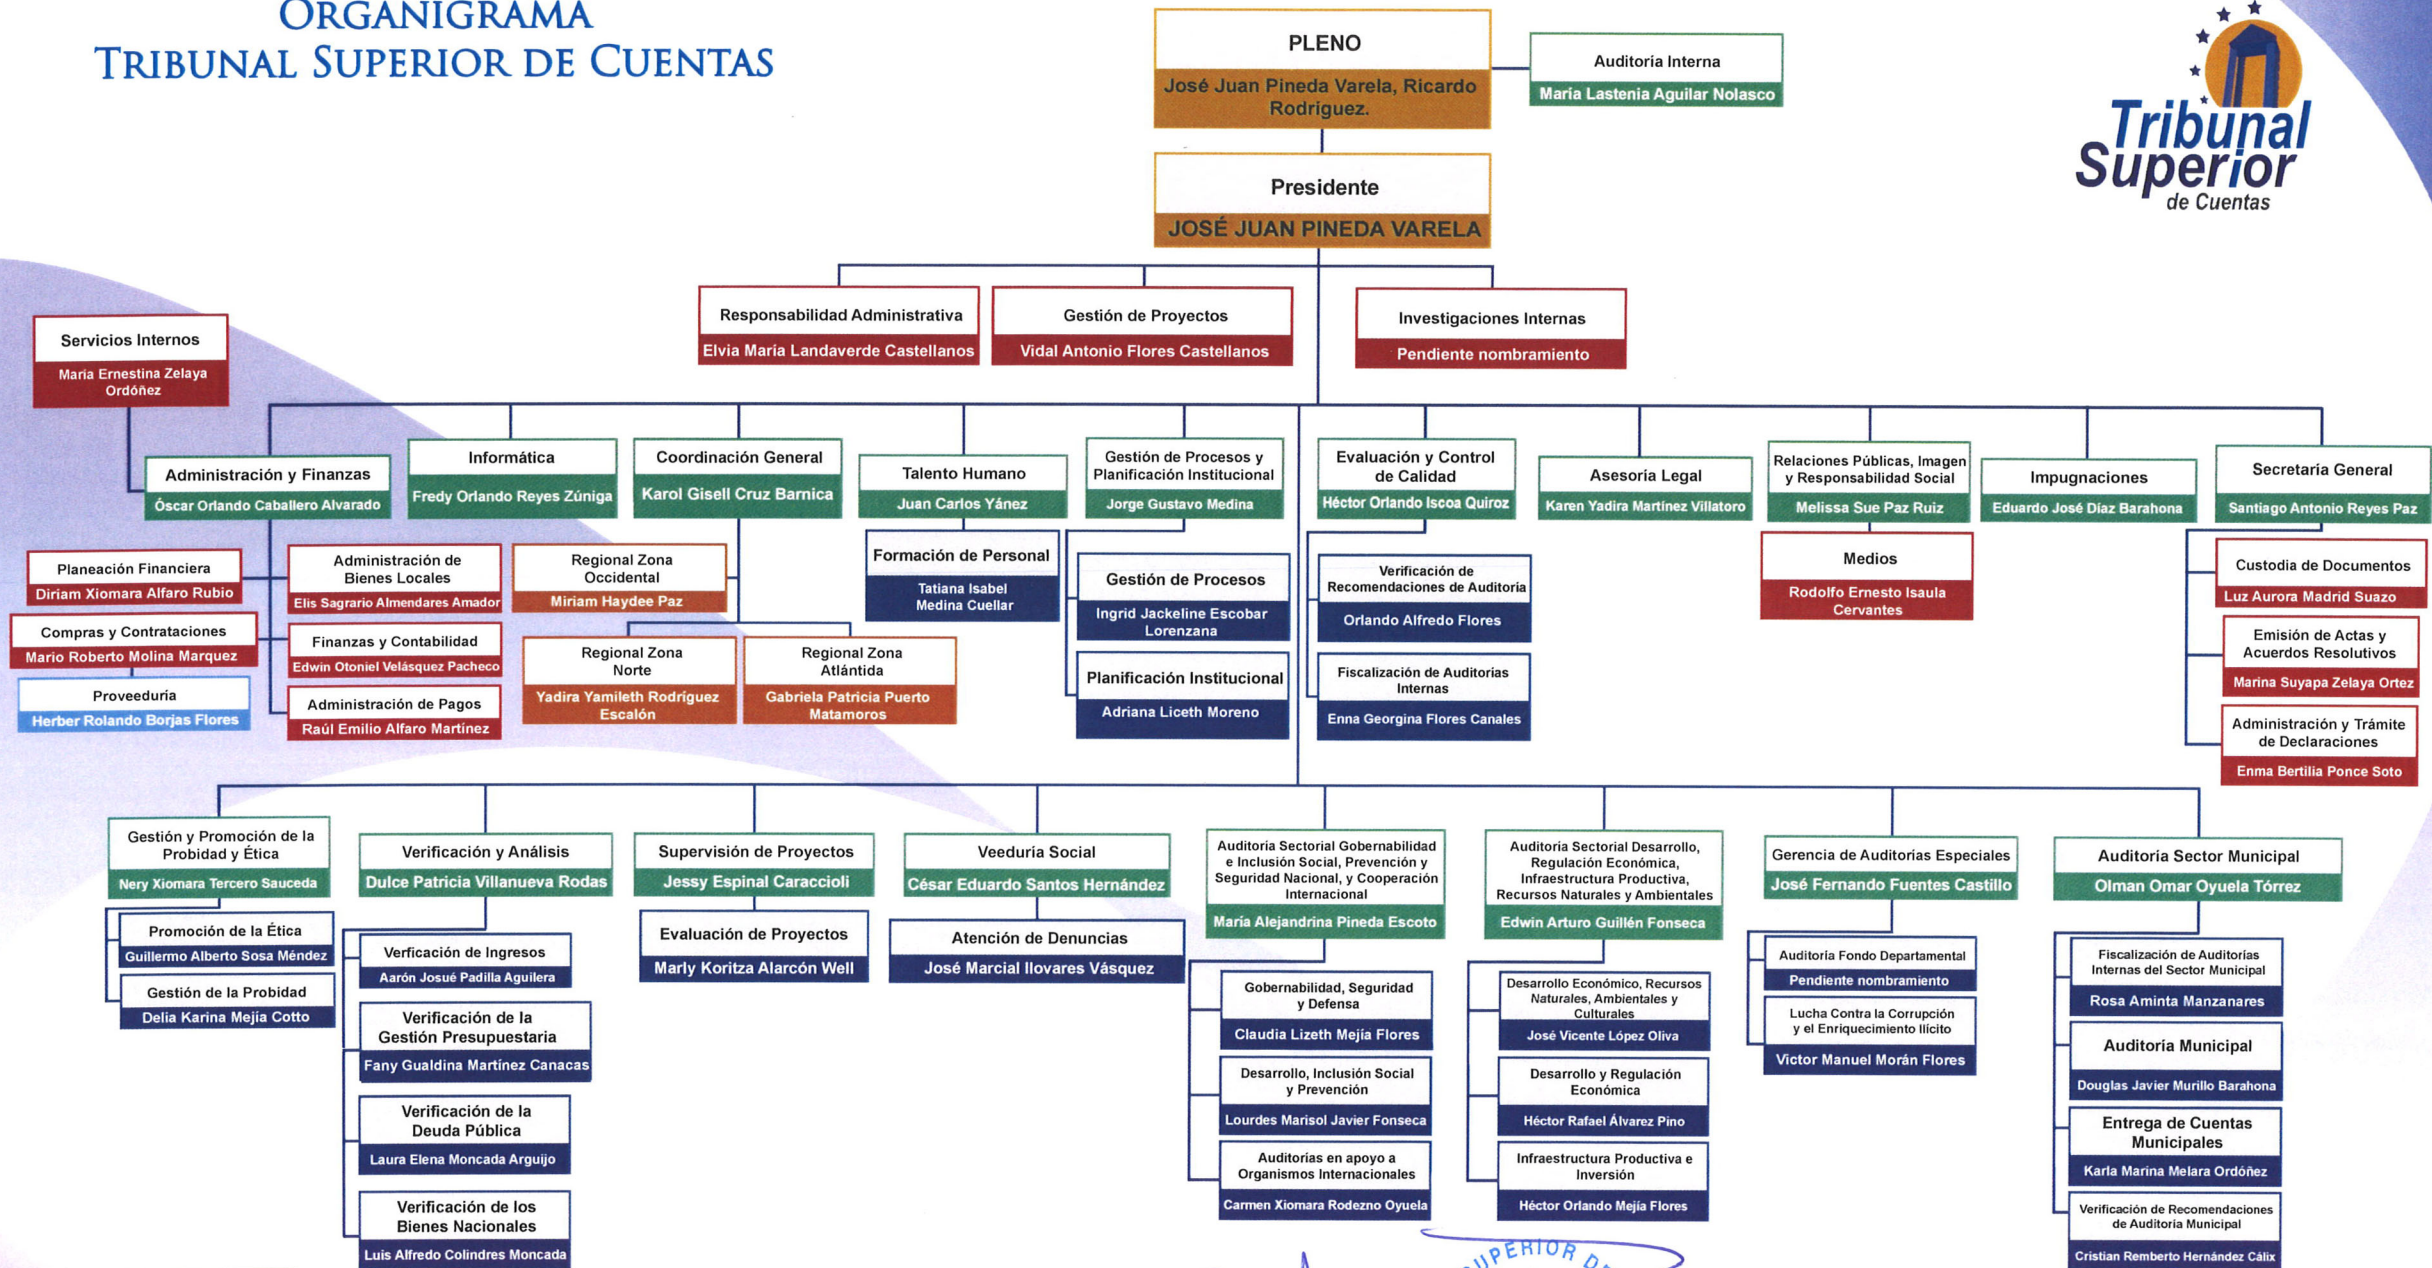 ORGANIGRAMA
TRIBUNAL SUPERIOR DE CUENTAS
PLENO
José Juan Pineda Varela, Ricardo
Rodríguez.
Auditoría Interna
María Lastenia Aguilar Nolasco
Tribunal
Superior
de Cuentas
Presidente
JOSÉ JUAN PINEDA VARELA
Responsabilidad Administrativa
Elvia María Landaverde Castellanos
Gestión de Proyectos
Vidal Antonio Flores Castellanos
Investigaciones Internas
Pendiente nombramiento
Servicios Internos
María Ernestina Zelaya
Ordóñez
Administración y Finanzas
Óscar Orlando Caballero Alvarado
Informática
Fredy Orlando Reyes Zúniga
Coordinación General
Karol Gisell Cruz Barnica
Talento Humano
Juan Carlos Yánez
Gestión de Procesos y
Planificación Institucional
Jorge Gustavo Medina
Evaluación y Control
de Calidad
Héctor Orlando Iscoa Quiroz
Asesoría Legal
Karen Yadira Martínez Villatoro
Relaciones Públicas, Imagen
y Responsabilidad Social
Melissa Sue Paz Ruiz
Impugnaciones
Eduardo José Díaz Barahona
Secretaría General
Santiago Antonio Reyes Paz
Planeación Financiera
Diriam Xiomara Alfaro Rubio
Compras y Contrataciones
Mario Roberto Molina Marquez
Proveeduría
Herber Rolando Borjas Flores
Administración de
Bienes Locales
Elis Sagrario Almendares Amador
Finanzas y Contabilidad
Edwin Otoniel Velásquez Pacheco
Administración de Pagos
Raúl Emilio Alfaro Martínez
Regional Zona
Occidental
Miriam Haydee Paz
Regional Zona
Norte
Yadira Yamileth Rodríguez
Escalón
Regional Zona
Atlántida
Gabriela Patricia Puerto
Matamoros
Formación de Personal
Tatiana Isabel
Medina Cuellar
Gestión de Procesos
Ingrid Jackeline Escobar
Lorenzana
Planificación Institucional
Adriana Liceth Moreno
Verificación de
Recomendaciones de Auditoría
Orlando Alfredo Flores
Fiscalización de Auditorías
Internas
Enna Georgina Flores Canales
Medios
Rodolfo Ernesto Isaula
Cervantes
Custodia de Documentos
Luz Aurora Madrid Suazo
Emisión de Actas y
Acuerdos Resolutivos
Marina Suyapa Zelaya Ortez
Administración y Trámite
de Declaraciones
Enma Bertilia Ponce Soto
Gestión y Promoción de la
Probidad y Ética
Nery Xiomara Tercero Sauceda
Promoción de la Ética
Guillermo Alberto Sosa Méndez
Gestión de la Probidad
Delia Karina Mejía Cotto
Verificación y Análisis
Dulce Patricia Villanueva Rodas
Verficación de Ingresos
Aarón Josué Padilla Aguilera
Verificación de la
Gestión Presupuestaria
Fany Gualdina Martínez Canacas
Verificación de la
Deuda Pública
Laura Elena Moncada Arguijo
Verificación de los
Bienes Nacionales
Luis Alfredo Colindres Moncada
Supervisión de Proyectos
Jessy Espinal Caraccioli
Evaluación de Proyectos
Marly Koritza Alarcón Well
Veeduría Social
César Eduardo Santos Hernández
Atención de Denuncias
José Marcial Ilovares Vásquez
Auditoría Sectorial Gobernabilidad
e Inclusión Social, Prevención y
Seguridad Nacional, y Cooperación
Internacional
María Alejandrina Pineda Escoto
Gobernabilidad, Seguridad
y Defensa
Claudia Lizeth Mejía Flores
Desarrollo, Inclusión Social
y Prevención
Lourdes Marisol Javier Fonseca
Auditorías en apoyo a
Organismos Internacionales
Carmen Xiomara Rodezno Oyuela
Auditoría Sectorial Desarrollo,
Regulación Económica,
Infraestructura Productiva,
Recursos Naturales y Ambientales
Edwin Arturo Guillén Fonseca
Desarrollo Económico, Recursos
Naturales, Ambientales y
Culturales
José Vicente López Oliva
Desarrollo y Regulación
Económica
Héctor Rafael Álvarez Pino
Infraestructura Productiva e
Inversión
Héctor Orlando Mejía Flores
Gerencia de Auditorías Especiales
José Fernando Fuentes Castillo
Auditoría Fondo Departamental
Pendiente nombramiento
Lucha Contra la Corrupción
y el Enriquecimiento Ilícito
Victor Manuel Morán Flores
Auditoría Sector Municipal
Olman Omar Oyuela Tórrez
Fiscalización de Auditorías
Internas del Sector Municipal
Rosa Aminta Manzanares
Auditoría Municipal
Douglas Javier Murillo Barahona
Entrega de Cuentas
Municipales
Karla Marina Melara Ordóñez
Verificación de Recomendaciones
de Auditoría Municipal
Cristian Remberto Hernández Cálix
SUPERIOR DE